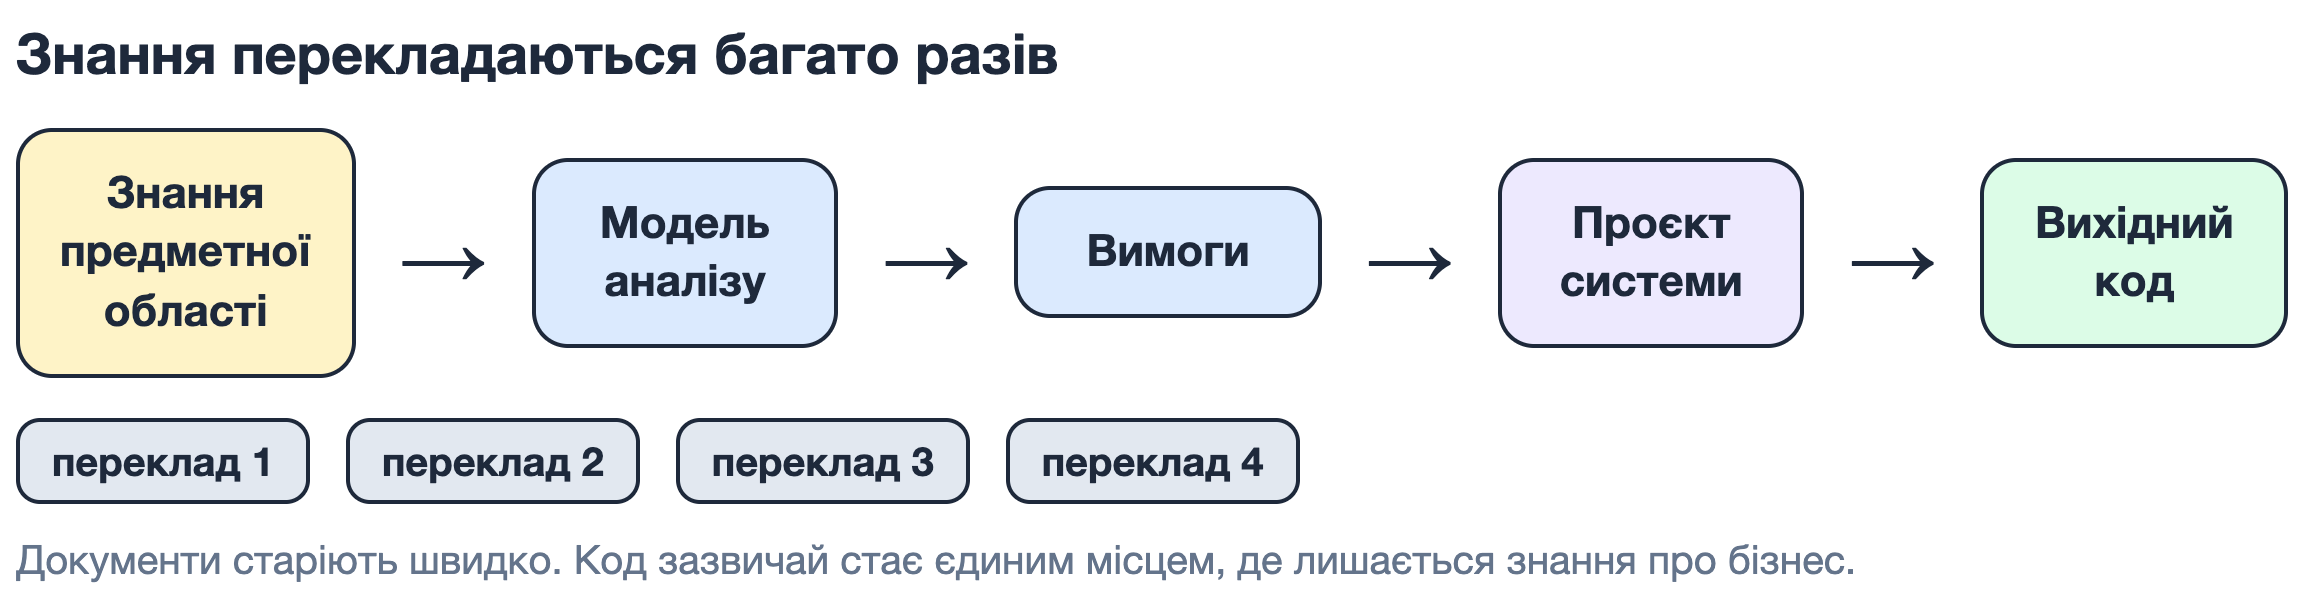 Знання перекладаються багато разів
Знання
предметної
області
→
Модель
аналізу
→
Вимоги
→
Проєкт
системи
→
Вихідний
код
переклад 1
переклад 2
переклад 3
переклад 4
Документи старіють швидко. Код зазвичай стає єдиним місцем, де лишається знання про бізнес.